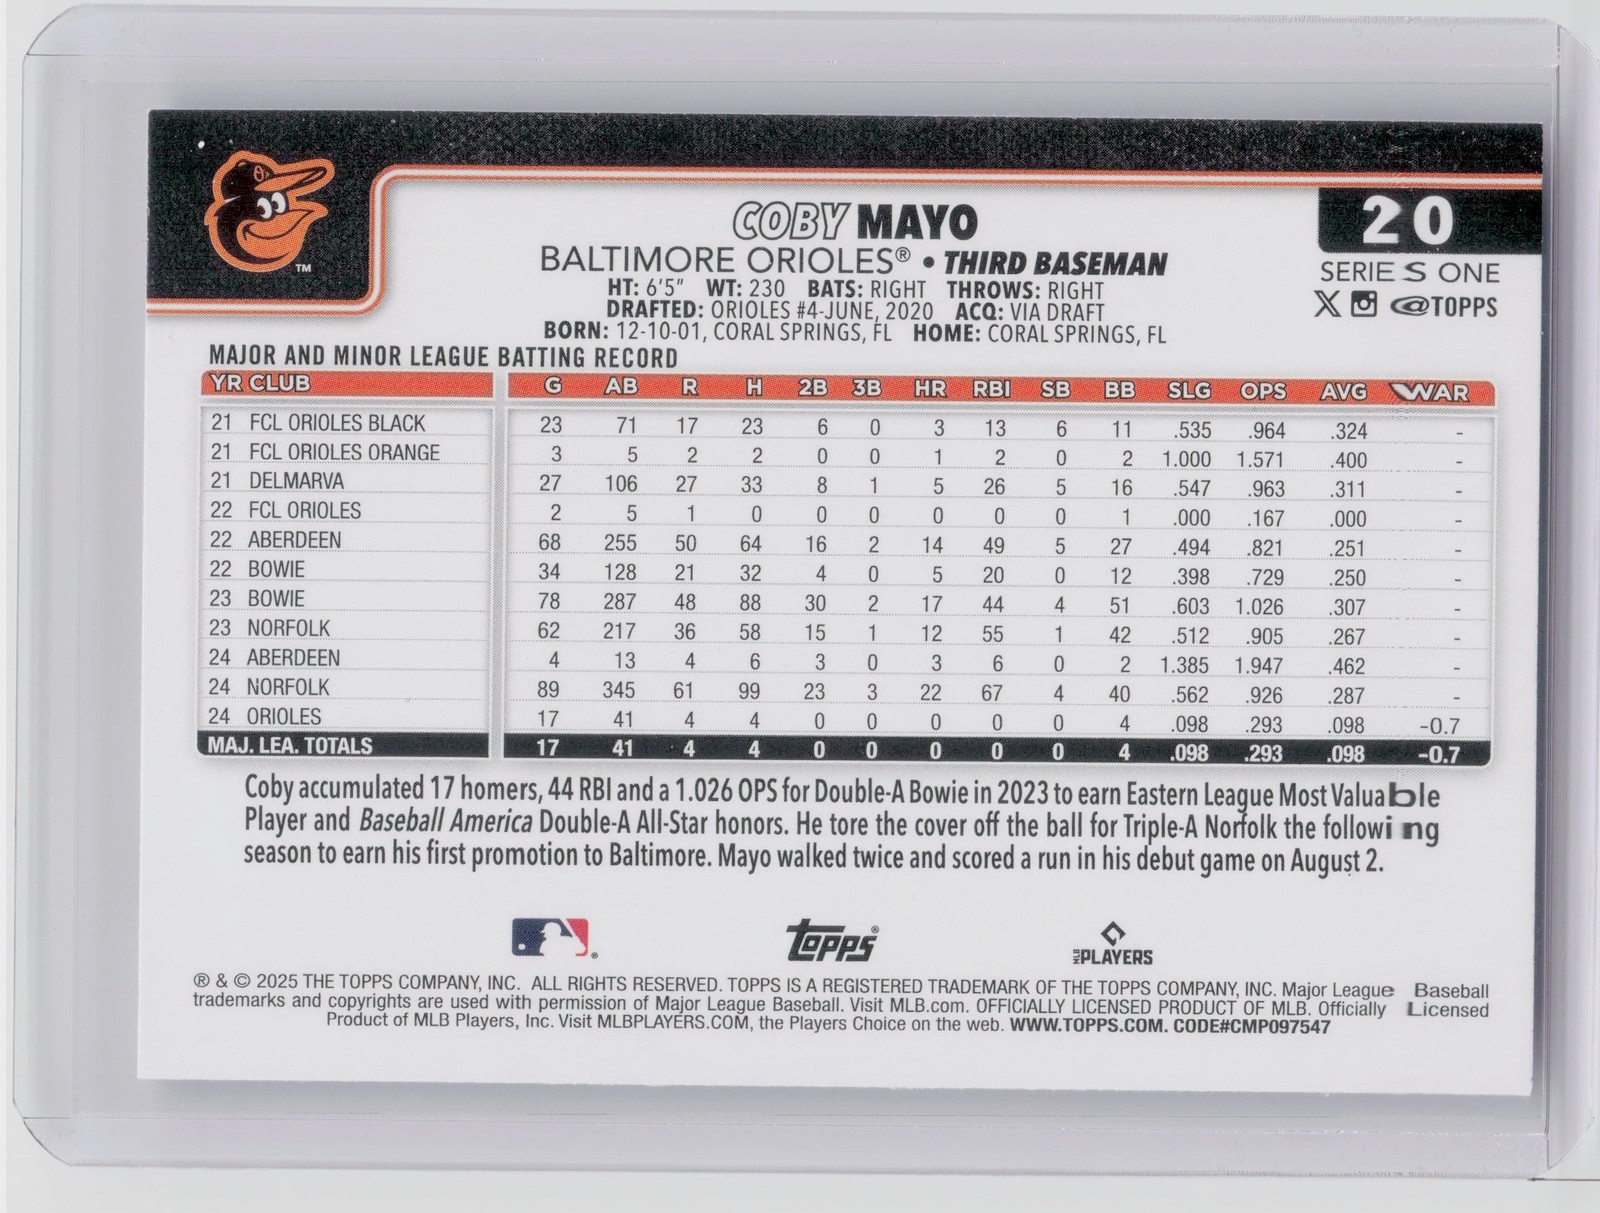 TM
COBY MAYO
BALTIMORE ORIOLES® • THIRD BASEMAN
HT: 6'5" WT: 230 BATS: RIGHT THROWS: RIGHT
DRAFTED: ORIOLES #4-JUNE, 2020 ACQ: VIA DRAFT
BORN: 12-10-01, CORAL SPRINGS, FL HOME: CORAL SPRINGS, FL
20
SERIES ONE
@TOPPS
MAJOR AND MINOR LEAGUE BATTING RECORD
YR CLUB G AB R H 2B 3B HR RBI SB BB SLG OPS AVG WAR
21 FCL ORIOLES BLACK 23 71 17 23 6 0 3 13 6 11 .535 .964 .324 -
21 FCL ORIOLES ORANGE 3 5 2 2 0 0 1 2 0 2 1.000 1.571 .400 -
21 DELMARVA 27 106 27 33 8 1 5 26 5 16 .547 .963 .311 -
22 FCL ORIOLES 2 5 1 0 0 0 0 0 0 1 .000 .167 .000 -
22 ABERDEEN 68 255 50 64 16 2 14 49 5 27 .494 .821 .251 -
22 BOWIE 34 128 21 32 4 0 5 20 0 12 .398 .729 .250 -
23 BOWIE 78 287 48 88 30 2 17 44 4 51 .603 1.026 .307 -
23 NORFOLK 62 217 36 58 15 1 12 55 1 42 .512 .905 .267 -
24 ABERDEEN 4 13 4 6 3 0 3 6 0 2 1.385 1.947 .462 -
24 NORFOLK 89 345 61 99 23 3 22 67 4 40 .562 .926 .287 -
24 ORIOLES 17 41 4 4 0 0 0 0 0 4 .098 .293 .098 -0.7
MAJ. LEA. TOTALS 17 41 4 4 0 0 0 0 0 4 .098 .293 .098 -0.7
Coby accumulated 17 homers, 44 RBI and a 1.026 OPS for Double-A Bowie in 2023 to earn Eastern League Most Valuable
Player and Baseball America Double-A All-Star honors. He tore the cover off the ball for Triple-A Norfolk the following
season to earn his first promotion to Baltimore. Mayo walked twice and scored a run in his debut game on August 2.
Topps®
MLB PLAYERS
® & © 2025 THE TOPPS COMPANY, INC. ALL RIGHTS RESERVED. TOPPS IS A REGISTERED TRADEMARK OF THE TOPPS COMPANY, INC. Major League Baseball
trademarks and copyrights are used with permission of Major League Baseball. Visit MLB.com. OFFICIALLY LICENSED PRODUCT OF MLB. Officially Licensed
Product of MLB Players, Inc. Visit MLBPLAYERS.COM, the Players Choice on the web. WWW.TOPPS.COM. CODE#CMP097547